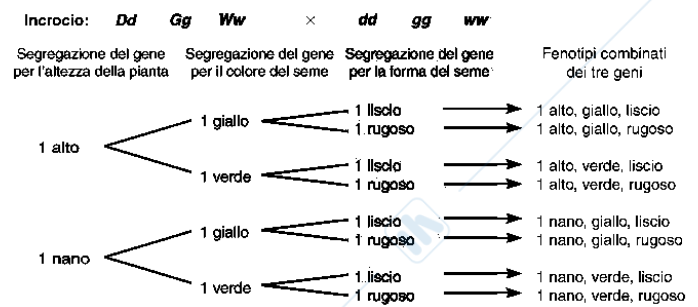 Incrocio: Dd Gg Ww × dd gg ww
Segregazione del gene per l'altezza della pianta
Segregazione del gene per il colore del seme
Segregazione del gene per la forma del seme
Fenotipi combinati dei tre geni
1 alto
1 giallo
1 liscio
1 alto, giallo, liscio
1 rugoso
1 alto, giallo, rugoso
1 verde
1 liscio
1 alto, verde, liscio
1 rugoso
1 alto, verde, rugoso
1 nano
1 giallo
1 liscio
1 nano, giallo, liscio
1 rugoso
1 nano, giallo, rugoso
1 verde
1 liscio
1 nano, verde, liscio
1 rugoso
1 nano, verde, rugoso